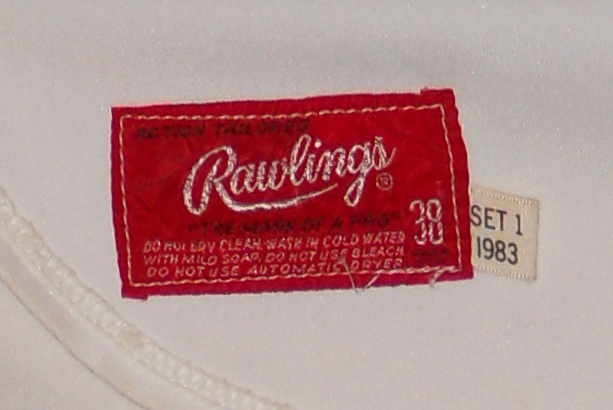 ACTION TAILORED
Rawlings®
"THE MARK OF A PRO"
38
DO NOT DRY CLEAN-WASH IN COLD WATER
WITH MILD SOAP, DO NOT USE BLEACH
DO NOT USE AUTOMATIC DRYER
SET 1
1983